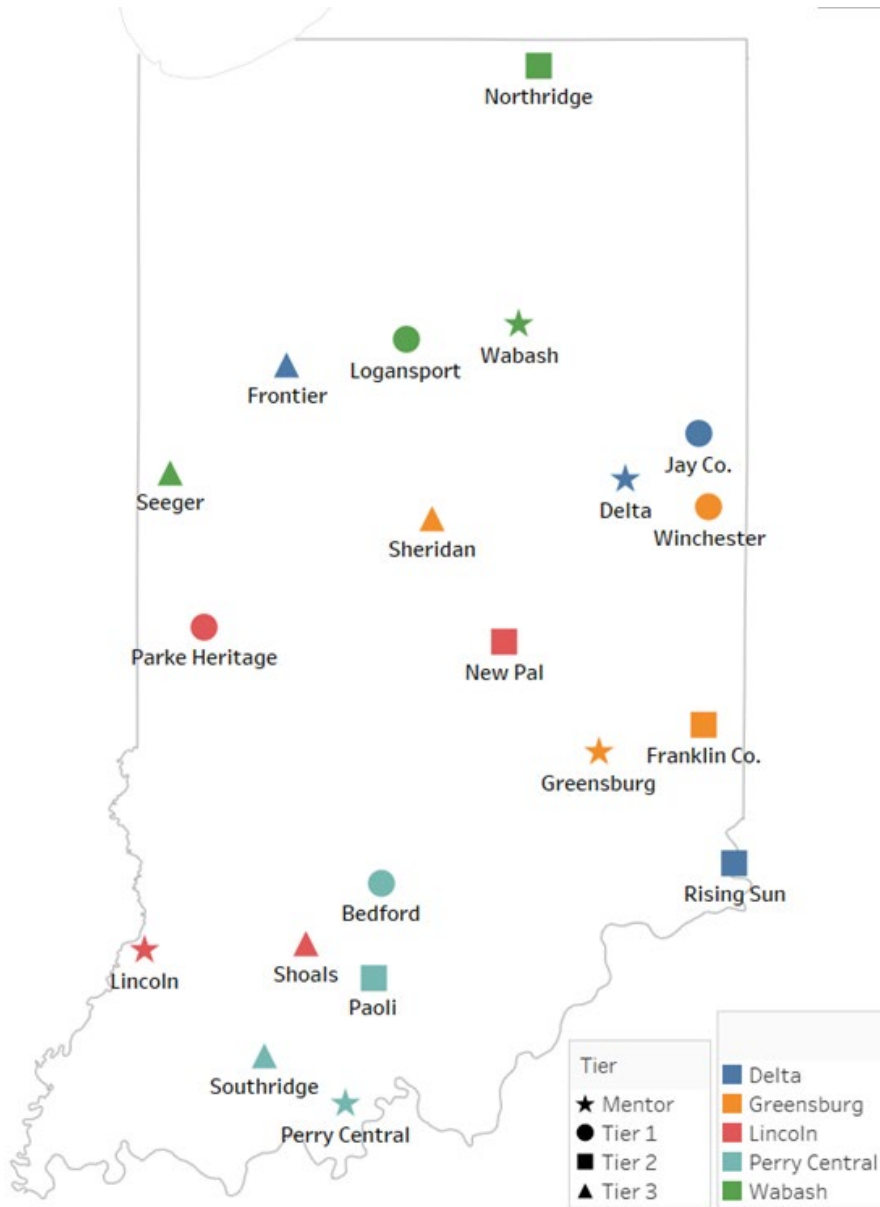 Northridge
Wabash
Logansport
Frontier
Jay Co.
Seeger
Delta
Winchester
Sheridan
Parke Heritage
New Pal
Franklin Co.
Greensburg
Rising Sun
Bedford
Shoals
Lincoln
Paoli
Southridge
Perry Central
Tier
Mentor
Tier 1
Tier 2
Tier 3
Delta
Greensburg
Lincoln
Perry Central
Wabash